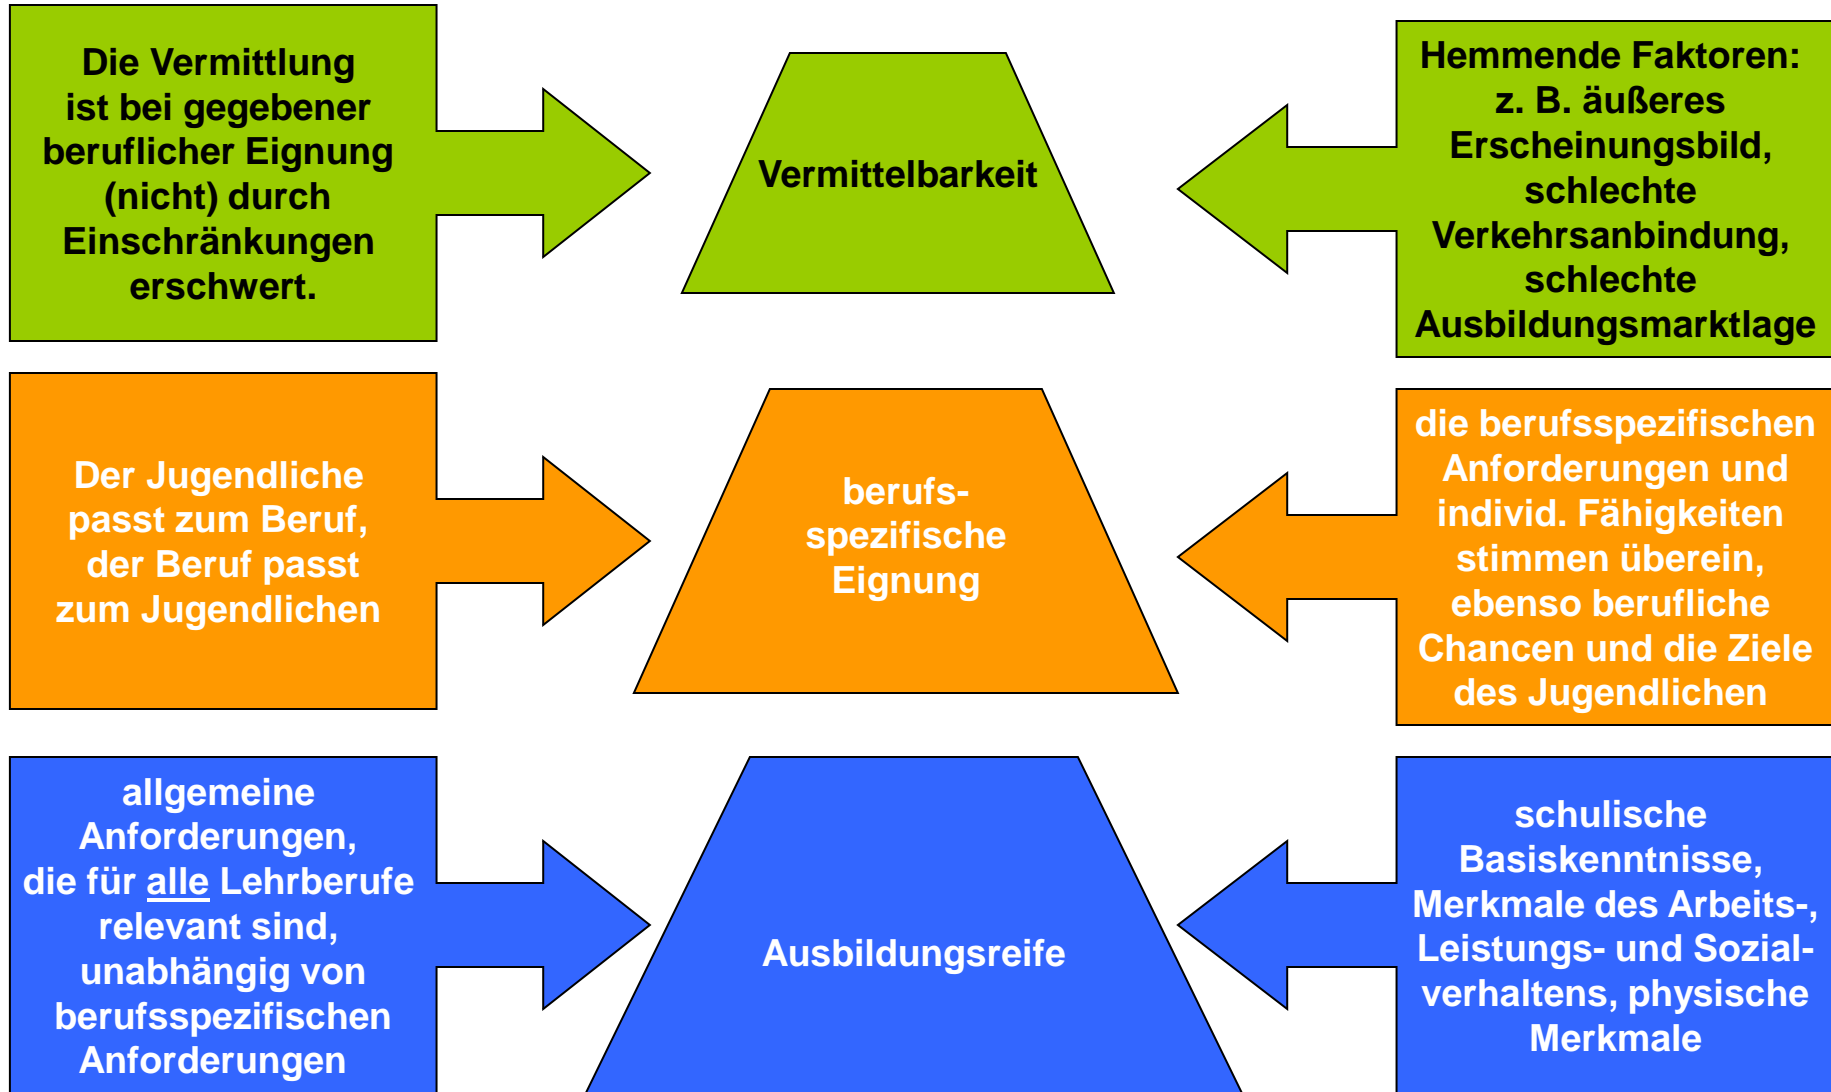 Die Vermittlung
ist bei gegebener
beruflicher Eignung
(nicht) durch
Einschränkungen
erschwert.
Vermittelbarkeit
Hemmende Faktoren:
z. B. äußeres
Erscheinungsbild,
schlechte
Verkehrsanbindung,
schlechte
Ausbildungsmarktlage
Der Jugendliche
passt zum Beruf,
der Beruf passt
zum Jugendlichen
berufs-
spezifische
Eignung
die berufsspezifischen
Anforderungen und
individ. Fähigkeiten
stimmen überein,
ebenso berufliche
Chancen und die Ziele
des Jugendlichen
allgemeine
Anforderungen,
die für alle Lehrberufe
relevant sind,
unabhängig von
berufsspezifischen
Anforderungen
Ausbildungsreife
schulische
Basiskenntnisse,
Merkmale des Arbeits-,
Leistungs- und Sozial-
verhaltens, physische
Merkmale